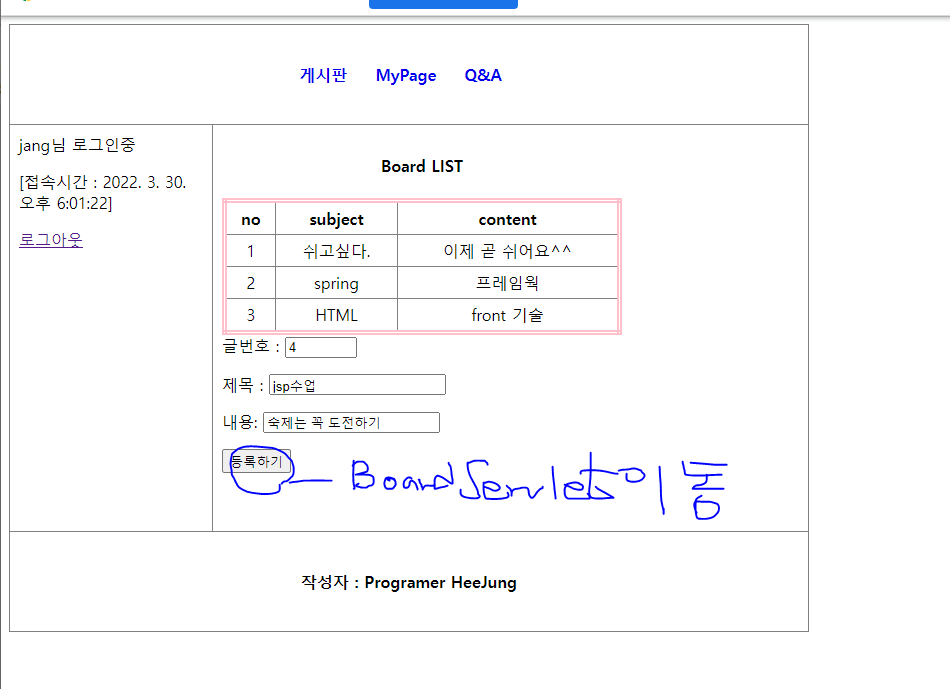 게시판 MyPage Q&A
jang님 로그인중
[접속시간 : 2022. 3. 30.
오후 6:01:22]
로그아웃
Board LIST
no subject content
1 쉬고싶다. 이제 곧 쉬어요^^
2 spring 프레임웍
3 HTML front 기술
글번호 : 4
제목 : jsp수업
내용: 숙제는 꼭 도전하기
등록하기 BoardServlet으로 이동
작성자 : Programer HeeJung